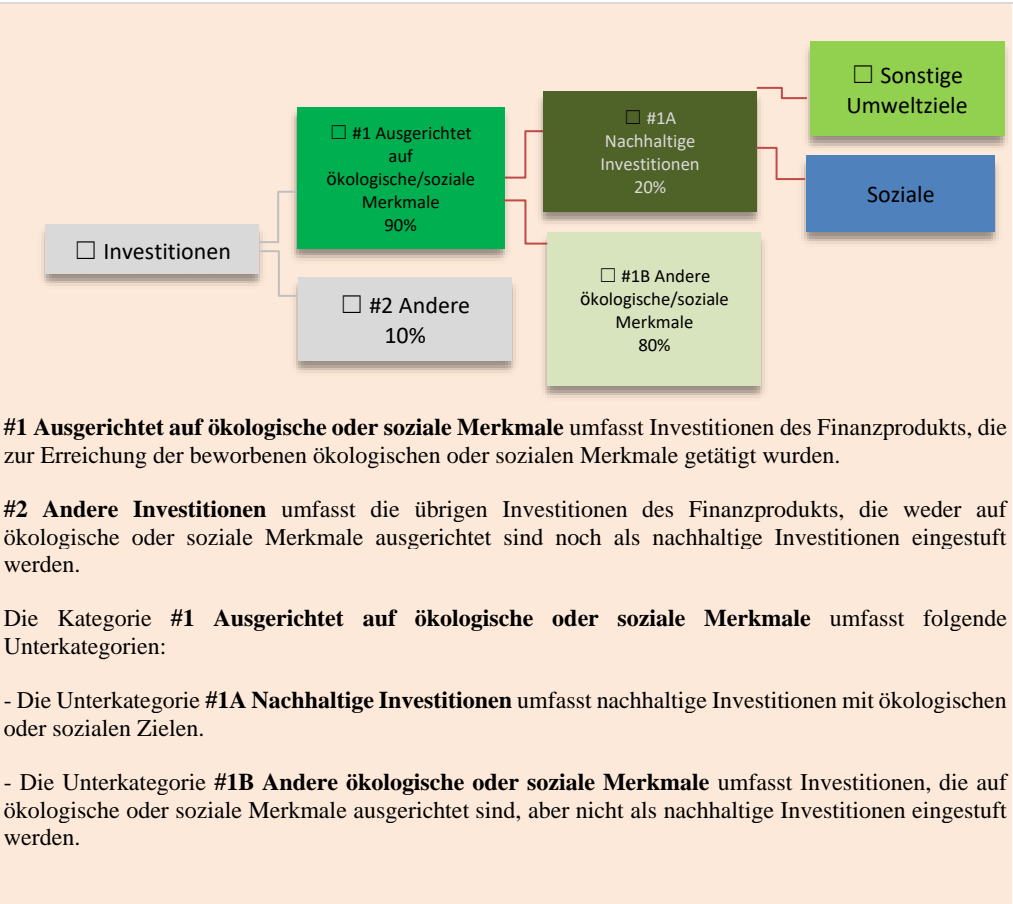 ☐ Investitionen
☐ #1 Ausgerichtet
auf
ökologische/soziale
Merkmale
90%
☐ #2 Andere
10%
☐ #1A
Nachhaltige
Investitionen
20%
☐ #1B Andere
ökologische/soziale
Merkmale
80%
☐ Sonstige
Umweltziele
Soziale
#1 Ausgerichtet auf ökologische oder soziale Merkmale umfasst Investitionen des Finanzprodukts, die
zur Erreichung der beworbenen ökologischen oder sozialen Merkmale getätigt wurden.
#2 Andere Investitionen umfasst die übrigen Investitionen des Finanzprodukts, die weder auf
ökologische oder soziale Merkmale ausgerichtet sind noch als nachhaltige Investitionen eingestuft
werden.
Die Kategorie #1 Ausgerichtet auf ökologische oder soziale Merkmale umfasst folgende
Unterkategorien:
- Die Unterkategorie #1A Nachhaltige Investitionen umfasst nachhaltige Investitionen mit ökologischen
oder sozialen Zielen.
- Die Unterkategorie #1B Andere ökologische oder soziale Merkmale umfasst Investitionen, die auf
ökologische oder soziale Merkmale ausgerichtet sind, aber nicht als nachhaltige Investitionen eingestuft
werden.